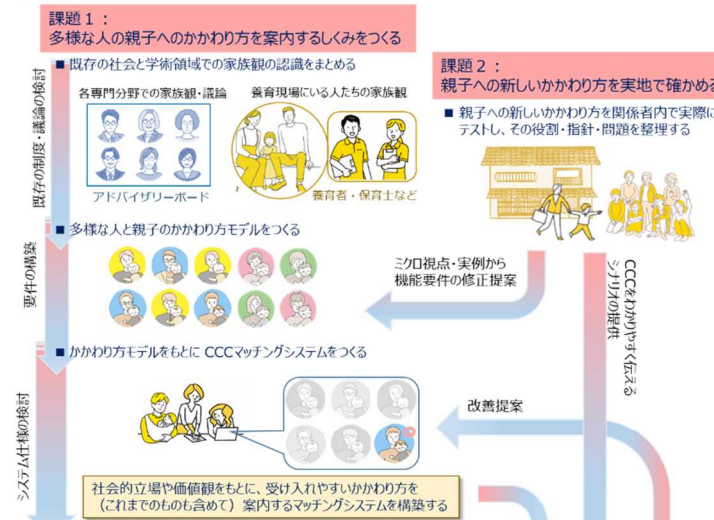 課題１：
多様な人の親子へのかかわり方を案内するしくみをつくる
■ 既存の社会と学術領域での家族観の認識をまとめる
各専門分野での家族観・議論
養育現場にいる人たちの家族観
アドバイザリーボード
養育者・保育士など
■ 多様な人と親子のかかわり方モデルをつくる
■ かかわり方モデルをもとに CCCマッチングシステムをつくる
社会的立場や価値観をもとに、受け入れやすいかかわり方を
（これまでのものも含めて）案内するマッチングシステムを構築する
既存の制度・議論の検討
要件の構築
システム仕様の検討
課題２：
親子への新しいかかわり方を実地で確かめる
■ 親子への新しいかかわり方を関係者内で実際に
テストし、その役割・指針・問題を整理する
ミクロ視点・実例から
機能要件の修正提案
CCCをわかりやすく伝える
シナリオの提供
改善提案